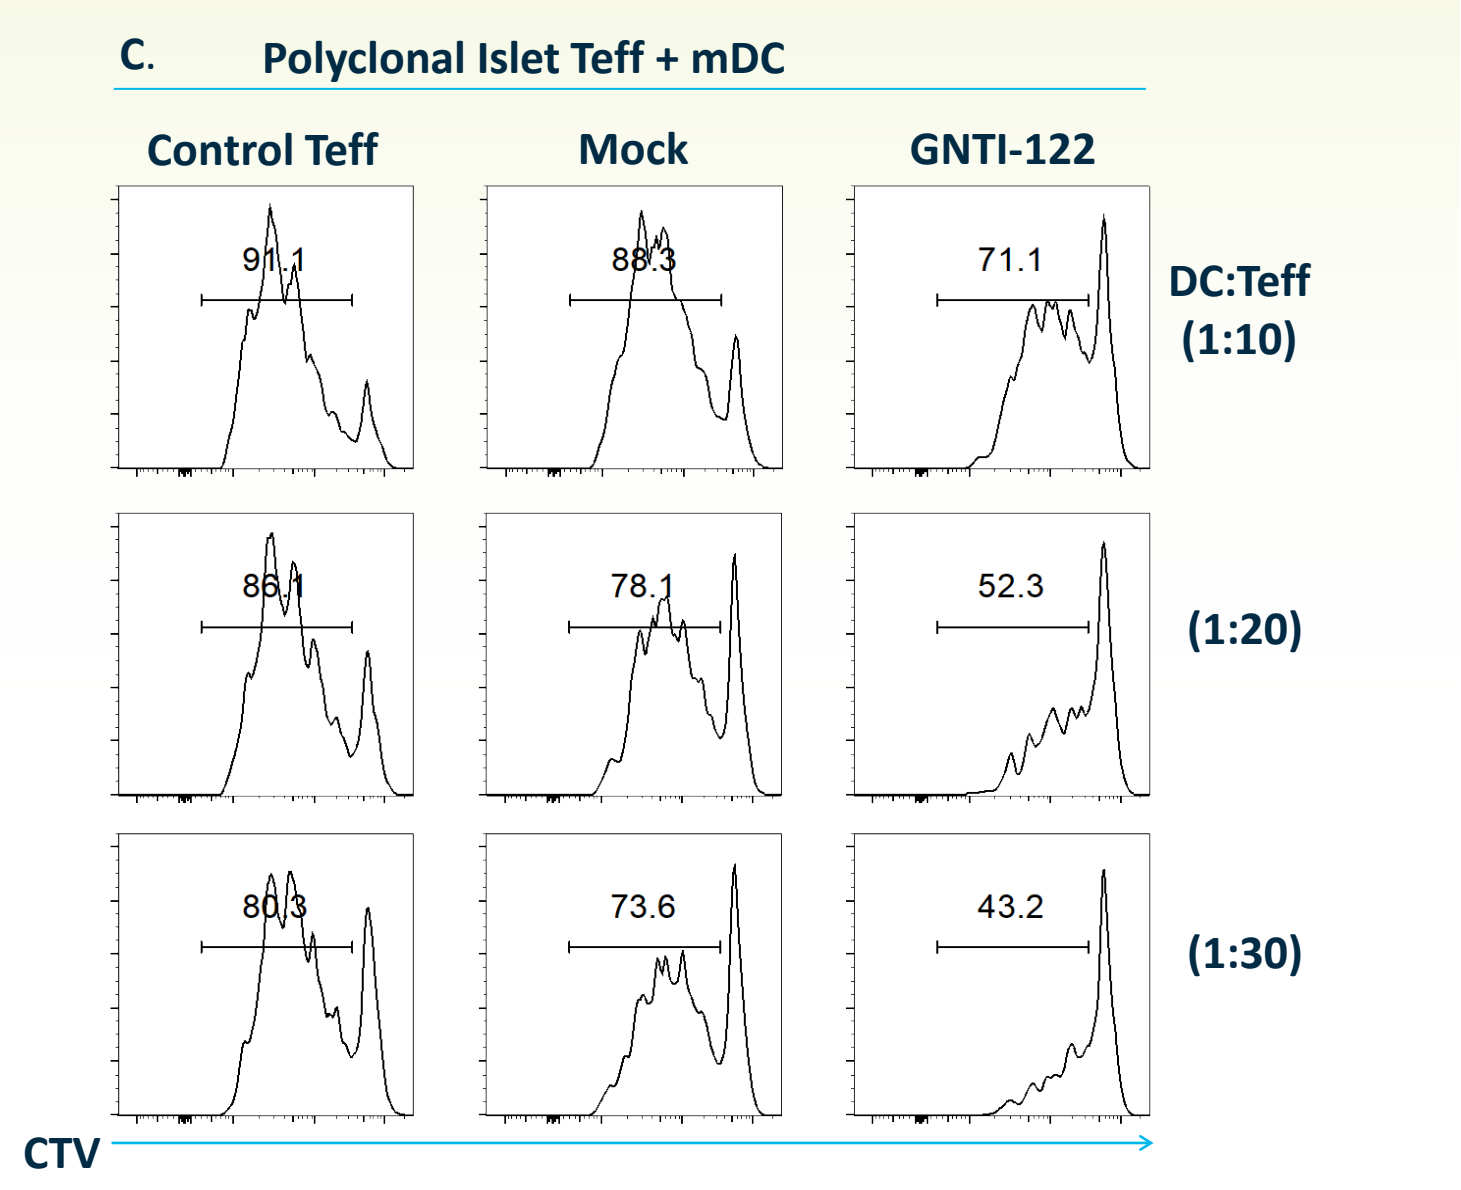 C. Polyclonal Islet Teff + mDC
Control Teff Mock GNTI-122
91.1 88.3 71.1 DC:Teff
(1:10)
86.1 78.1 52.3 (1:20)
80.3 73.6 43.2 (1:30)
CTV